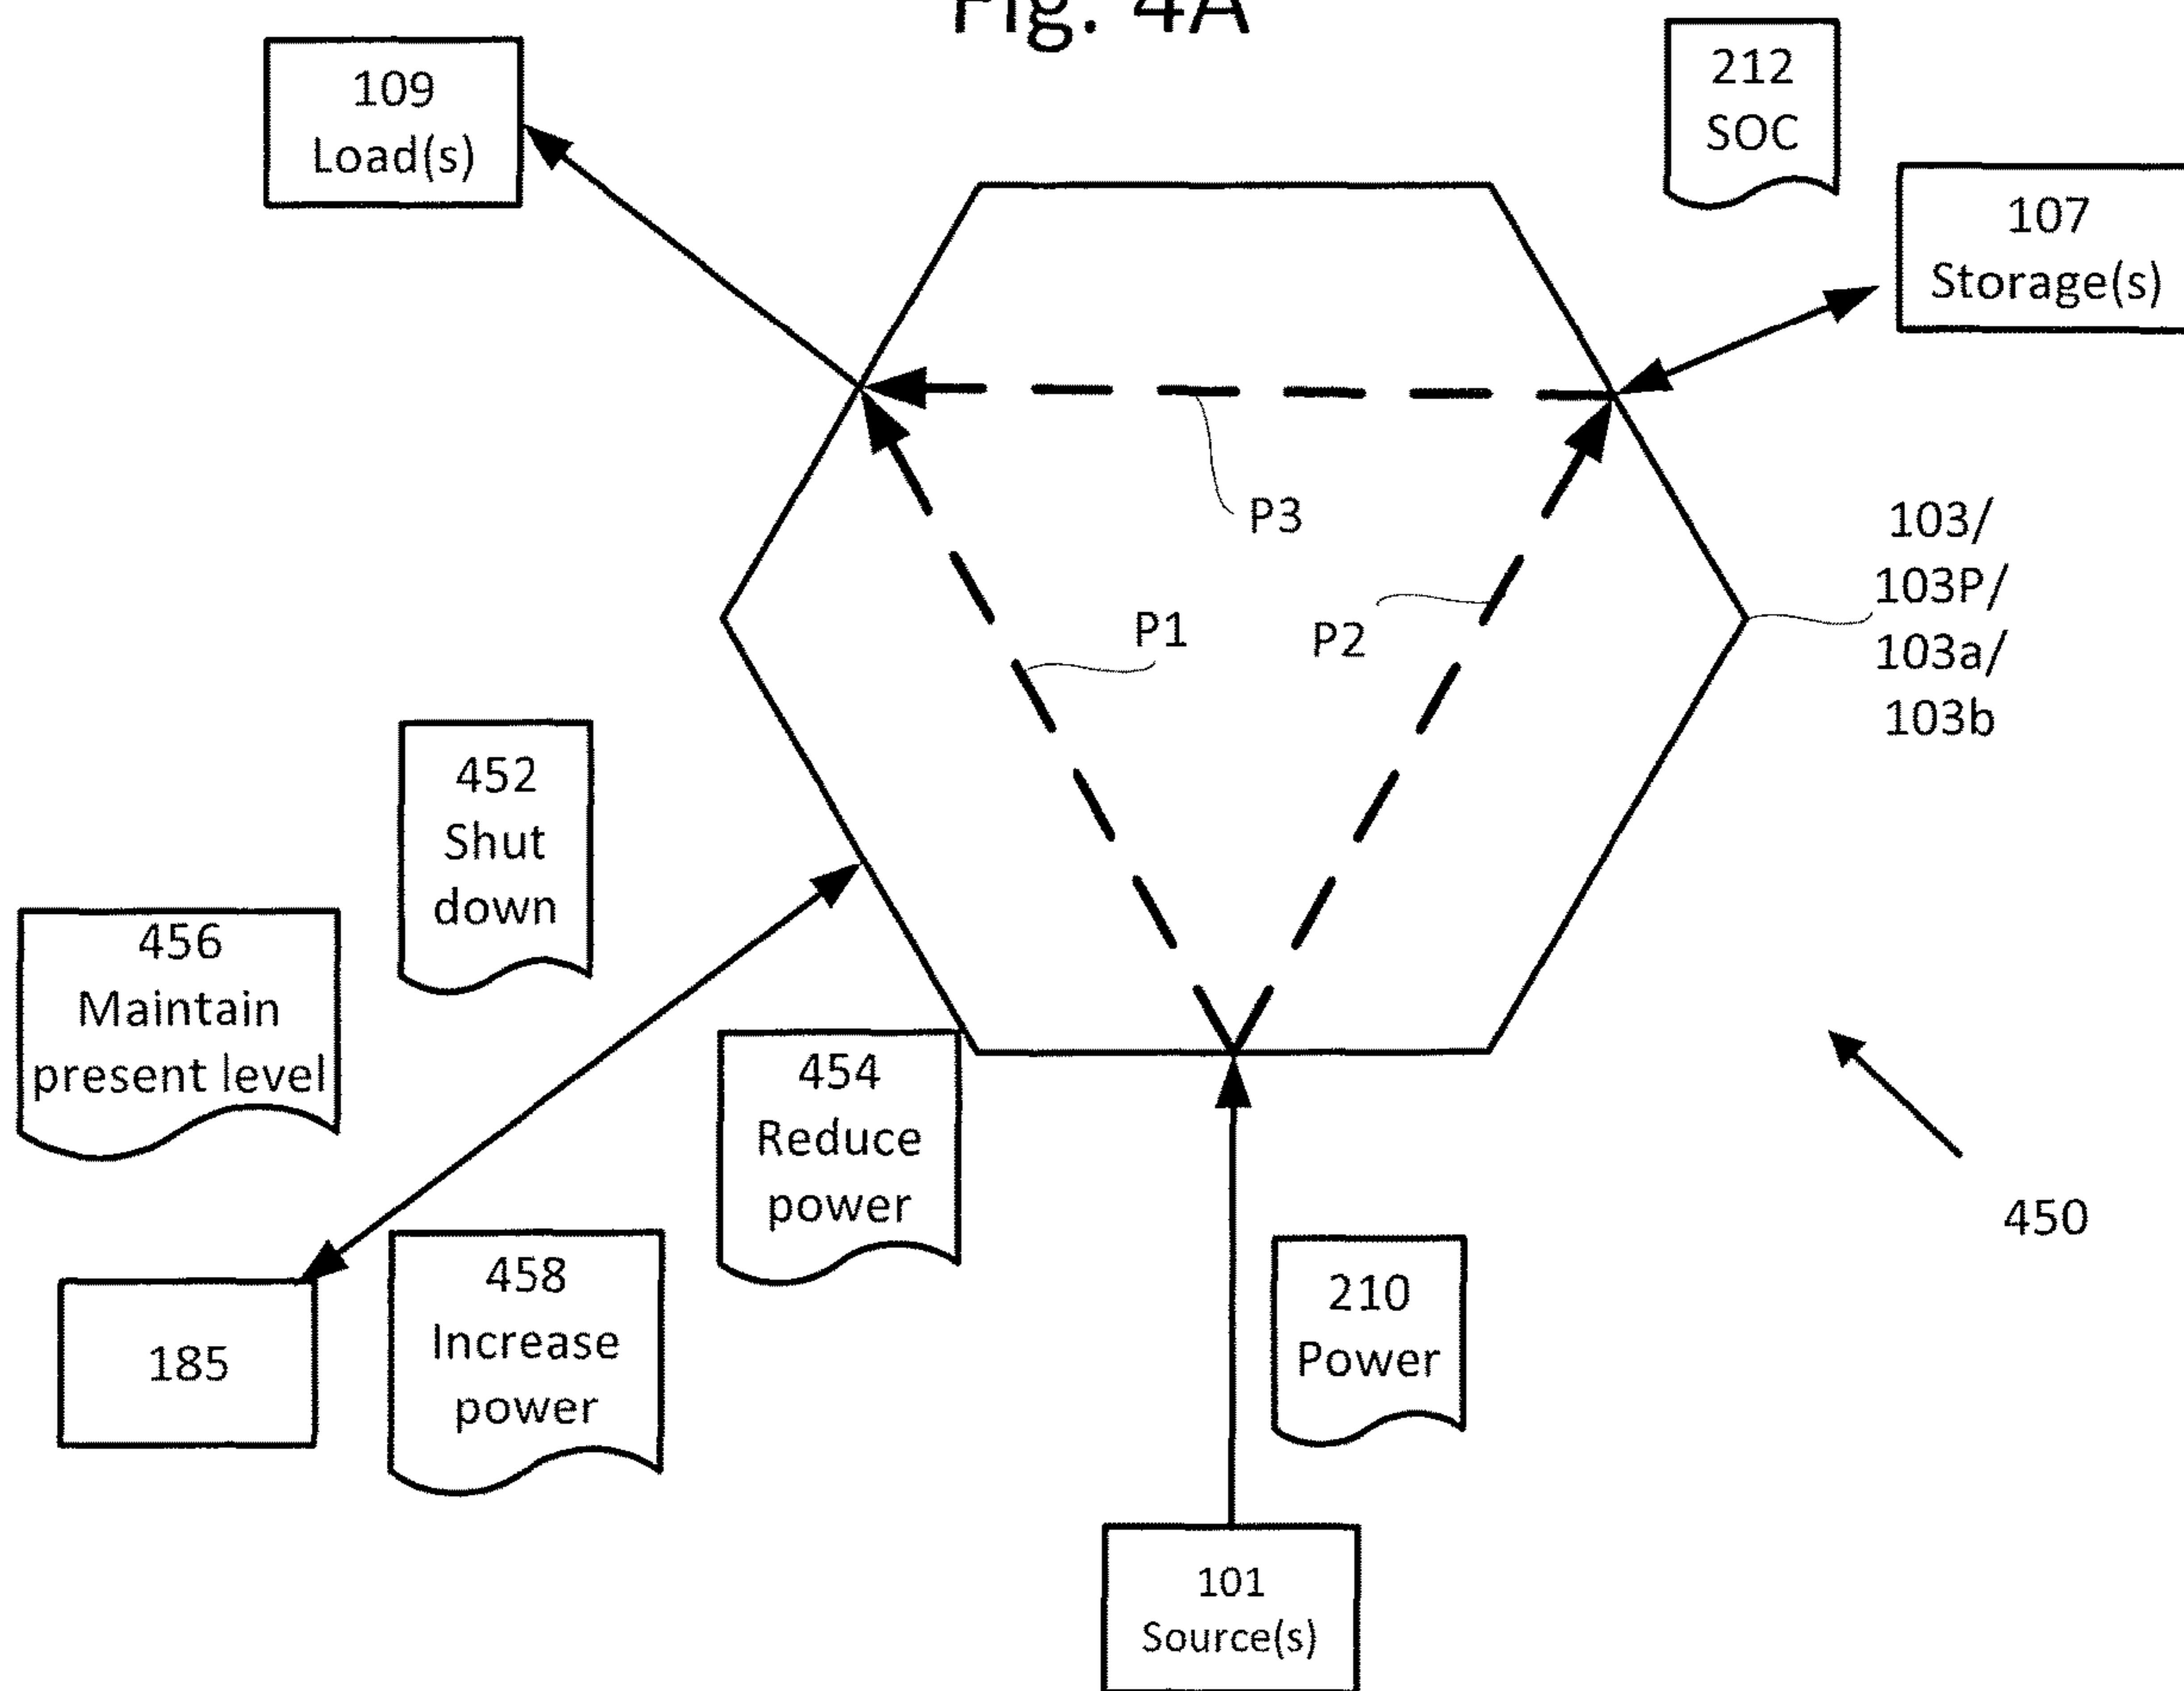 Fig. 4A
109
Load(s)
212
SOC
107
Storage(s)
P3
103/
103P/
103a/
103b
P1
P2
452
Shut
down
456
Maintain
present level
454
Reduce
power
450
458
Increase
power
210
Power
185
101
Source(s)